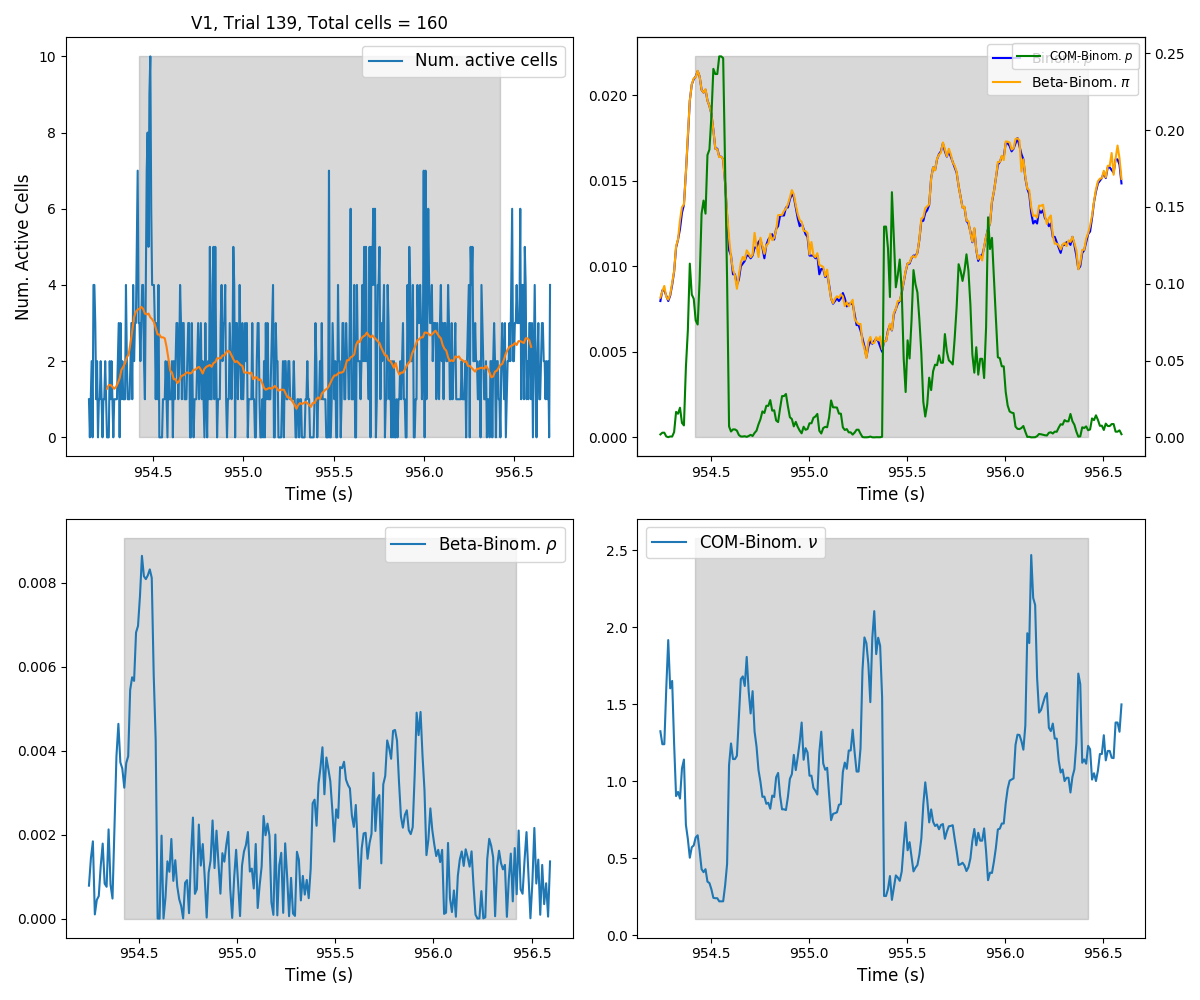 V1, Trial 139, Total cells = 160
Num. active cells
Num. Active Cells
10
8
6
4
2
0
954.5 955.0 955.5 956.0 956.5
Time (s)
COM-Binom. p
Beta-Binom. π
0.020
0.015
0.010
0.005
0.000
0.25
0.20
0.15
0.10
0.05
0.00
954.5 955.0 955.5 956.0 956.5
Time (s)
Beta-Binom. ρ
0.008
0.006
0.004
0.002
0.000
954.5 955.0 955.5 956.0 956.5
Time (s)
COM-Binom. ν
2.5
2.0
1.5
1.0
0.5
0.0
954.5 955.0 955.5 956.0 956.5
Time (s)